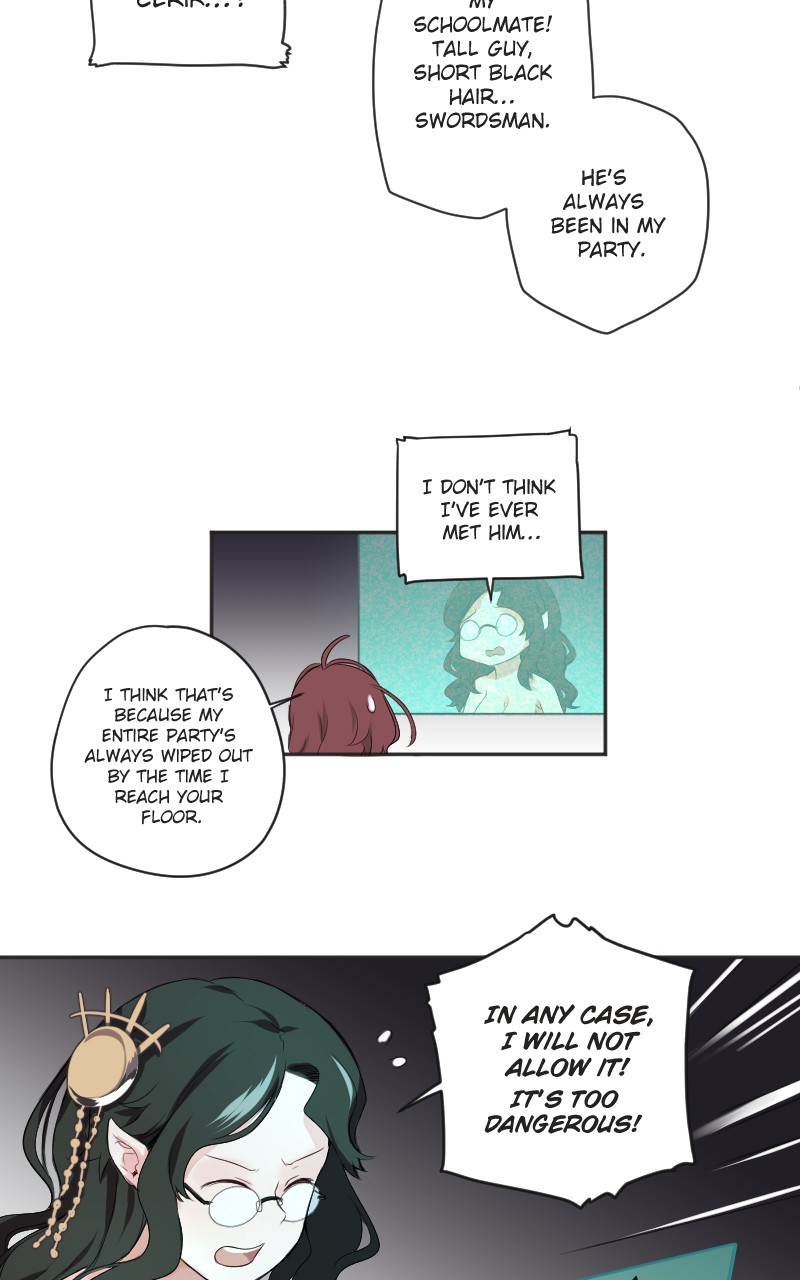 MY
SCHOOLMATE!
TALL GUY,
SHORT BLACK
HAIR...
SWORDSMAN.
HE'S
ALWAYS
BEEN IN MY
PARTY.
I DON'T THINK
I'VE EVER
MET HIM...
I THINK THAT'S
BECAUSE MY
ENTIRE PARTY'S
ALWAYS WIPED OUT
BY THE TIME I
REACH YOUR
FLOOR.
IN ANY CASE,
I WILL NOT
ALLOW IT!
IT'S TOO
DANGEROUS!